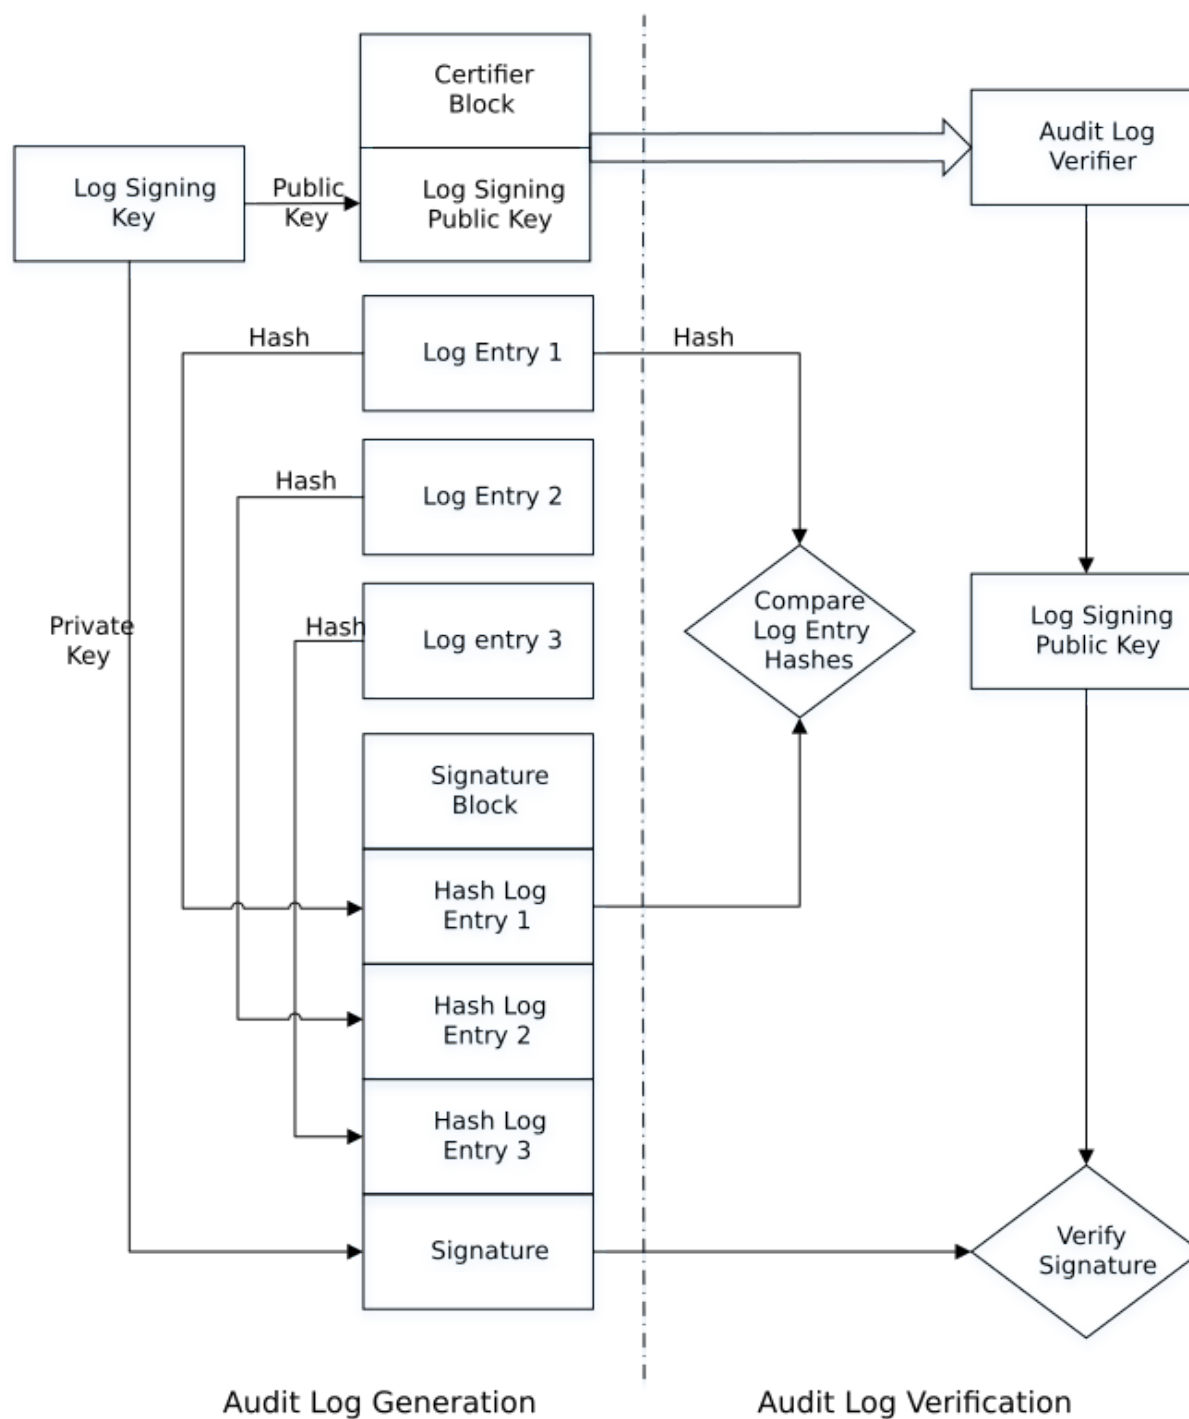 Certifier
Block
Audit Log
Verifier
Log Signing
Key
Public
Key
Log Signing
Public Key
Hash
Log Entry 1
Hash
Hash
Log Entry 2
Compare
Log Entry
Hashes
Log Signing
Public Key
Private
Key
Hash
Log entry 3
Signature
Block
Hash Log
Entry 1
Hash Log
Entry 2
Hash Log
Entry 3
Signature
Verify
Signature
Audit Log Generation
Audit Log Verification